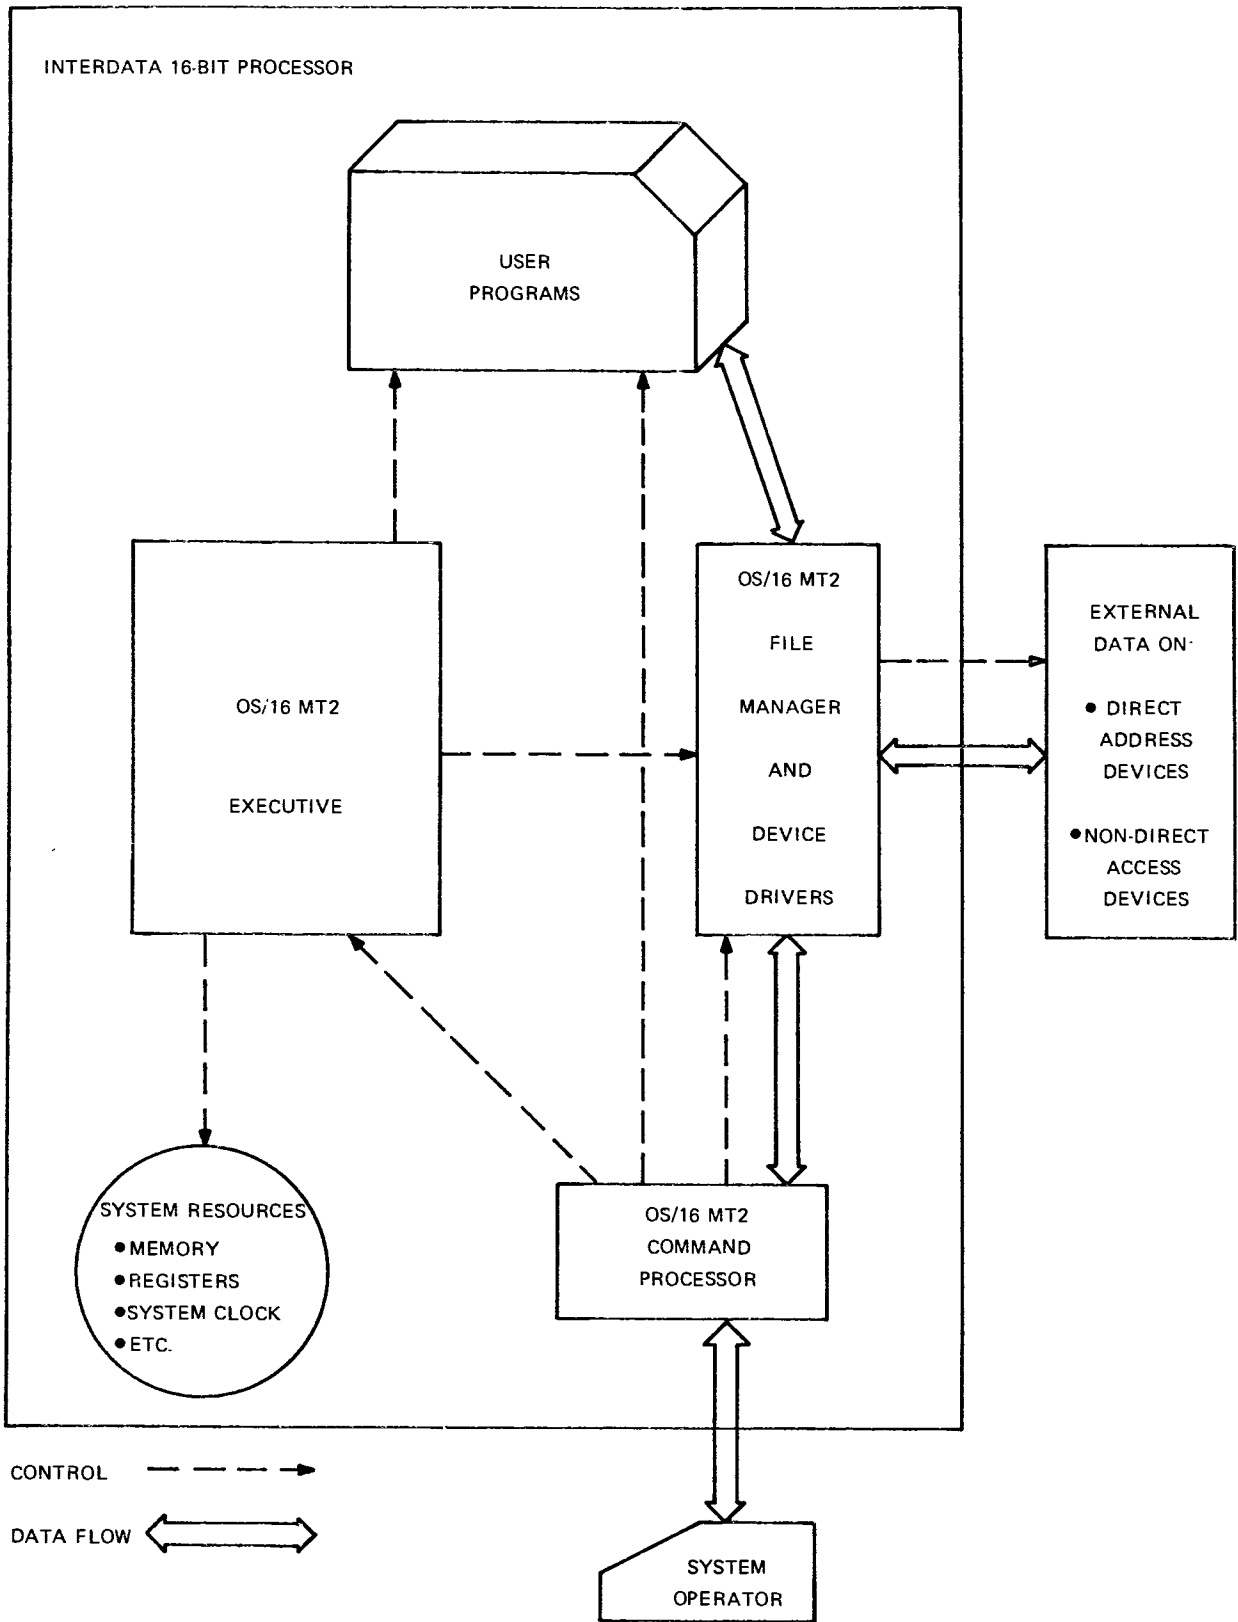 INTERDATA 16-BIT PROCESSOR
USER
PROGRAMS
OS/16 MT2
EXECUTIVE
OS/16 MT2
FILE
MANAGER
AND
DEVICE
DRIVERS
EXTERNAL
DATA ON-
● DIRECT
ADDRESS
DEVICES
● NON-DIRECT
ACCESS
DEVICES
SYSTEM RESOURCES
● MEMORY
● REGISTERS
● SYSTEM CLOCK
● ETC.
OS/16 MT2
COMMAND
PROCESSOR
CONTROL
DATA FLOW
SYSTEM
OPERATOR